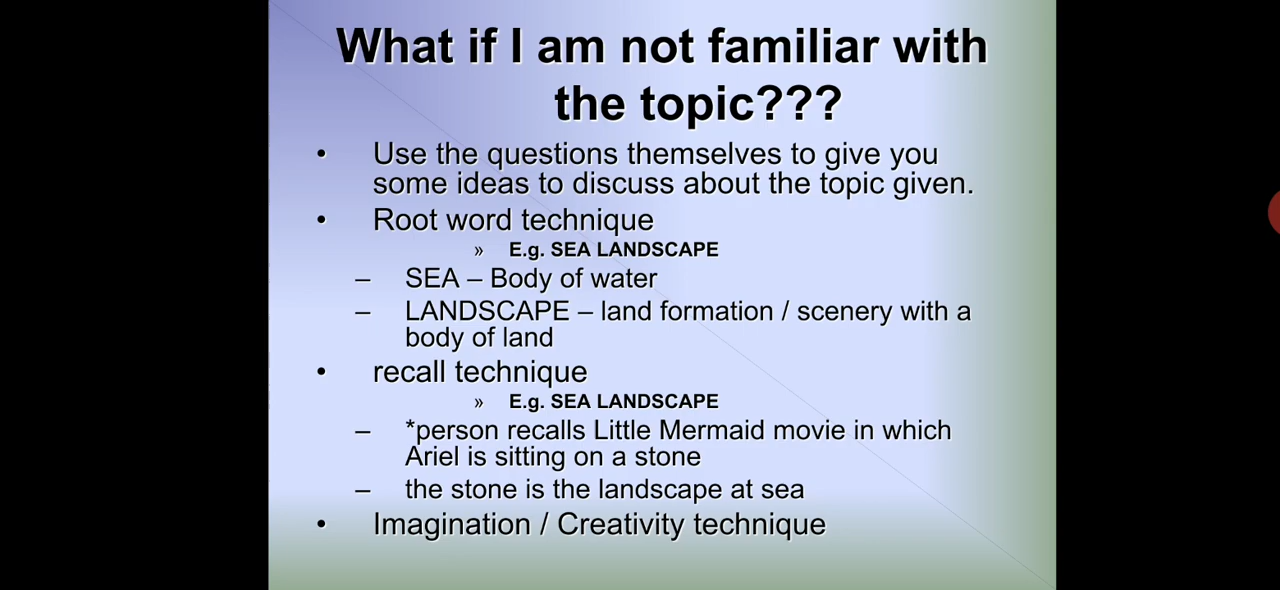 What if I am not familiar with
the topic???
• Use the questions themselves to give you
some ideas to discuss about the topic given.
• Root word technique
» E.g. SEA LANDSCAPE
– SEA – Body of water
– LANDSCAPE – land formation / scenery with a
body of land
• recall technique
» E.g. SEA LANDSCAPE
– *person recalls Little Mermaid movie in which
Ariel is sitting on a stone
– the stone is the landscape at sea
• Imagination / Creativity technique